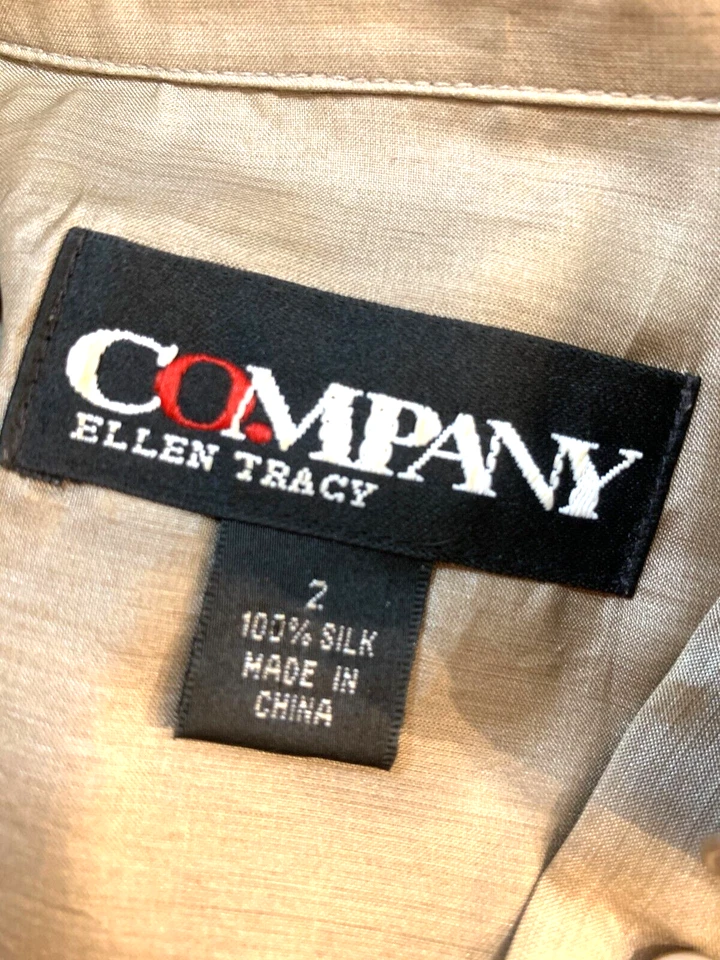 CO.MPANY
ELLEN TRACY
2
100% SILK
MADE IN
CHINA